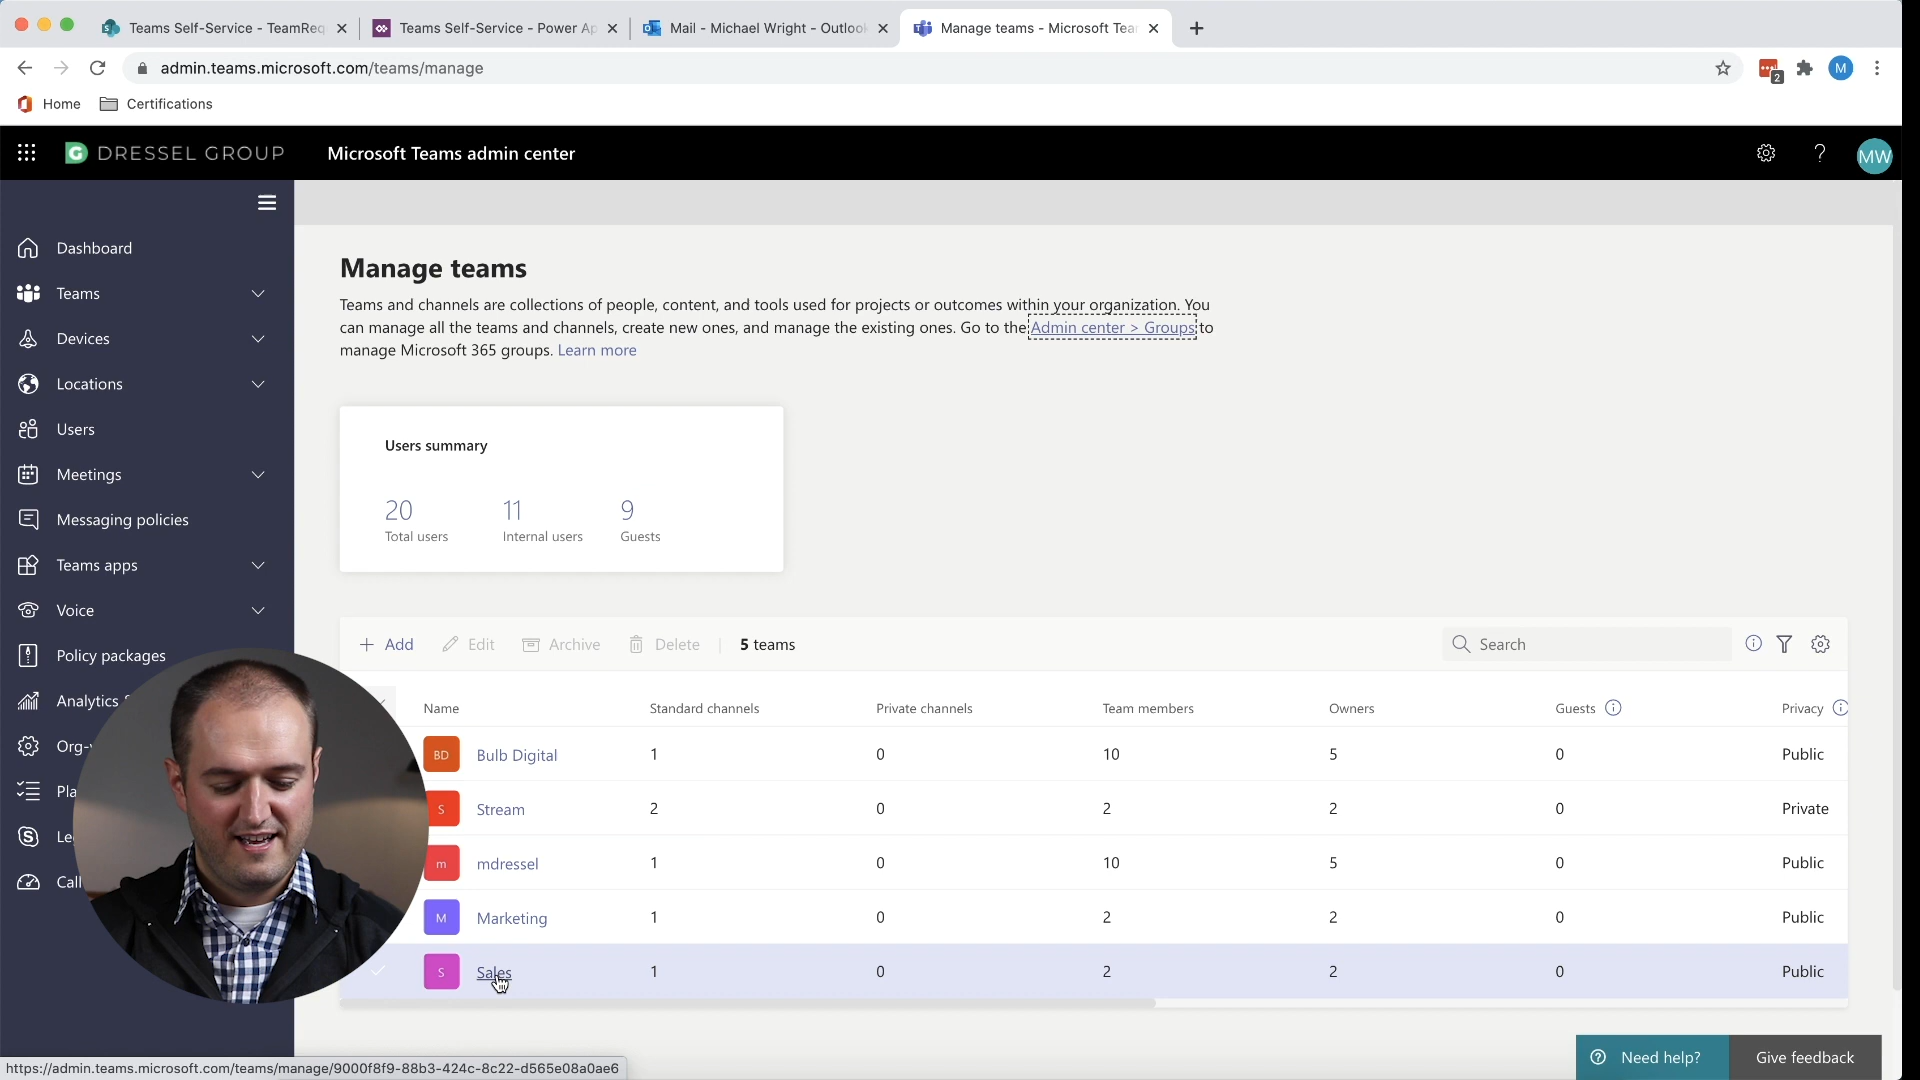 Teams Self-Service - TeamReq
Teams Self-Service - Power Ap
Mail - Michael Wright - Outlook
Manage teams - Microsoft Tea
admin.teams.microsoft.com/teams/manage
2
M
Home
Certifications
G DRESSEL GROUP
Microsoft Teams admin center
?
MW
Dashboard
Teams
Devices
Locations
Users
Meetings
Messaging policies
Teams apps
Voice
Policy packages
Analytics
Org-
Pla
Le
Call
Manage teams
Teams and channels are collections of people, content, and tools used for projects or outcomes within your organization. You
can manage all the teams and channels, create new ones, and manage the existing ones. Go to the Admin center > Groups to
manage Microsoft 365 groups. Learn more
Users summary
20 11 9
Total users Internal users Guests
+ Add Edit Archive Delete | 5 teams
Search
Name Standard channels Private channels Team members Owners Guests Privacy
BD Bulb Digital 1 0 10 5 0 Public
S Stream 2 0 2 2 0 Private
m mdressel 1 0 10 5 0 Public
M Marketing 1 0 2 2 0 Public
S Sales 1 0 2 2 0 Public
Need help?
Give feedback
https://admin.teams.microsoft.com/teams/manage/9000f8f9-88b3-424c-8c22-d565e08a0ae6